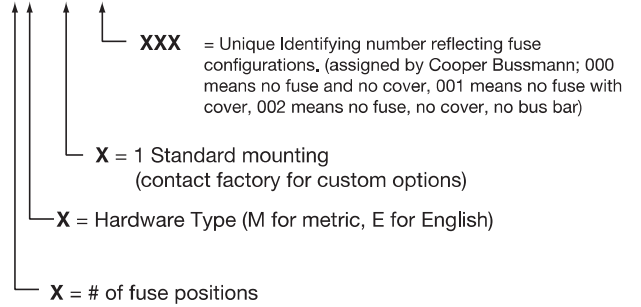 XXX = Unique Identifying number reflecting fuse
configurations. (assigned by Cooper Bussmann; 000
means no fuse and no cover, 001 means no fuse with
cover, 002 means no fuse, no cover, no bus bar)
X = 1 Standard mounting
(contact factory for custom options)
X = Hardware Type (M for metric, E for English)
X = # of fuse positions